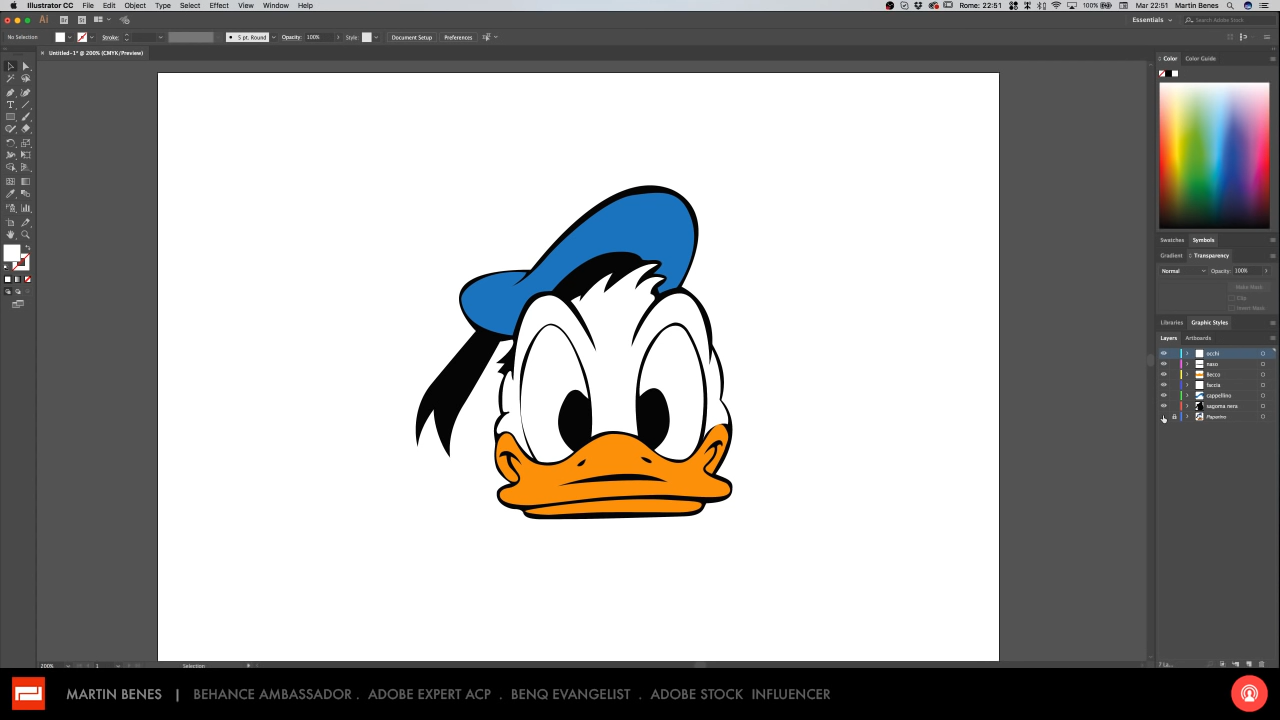 Illustrator CC File Edit Object Type Select Effect View Window Help Rome: 22:51 100% Mar 22:51 Martin Benes
Essentials Search Adobe Stock
No Selection Stroke: 5 pt. Round Opacity: 100% Style: Document Setup Preferences
Untitled-1* @ 200% (CMYK/Preview)
Color Color Guide
Swatches Symbols
Gradient Transparency
Normal Opacity: 100%
Make Mask
Clip
Invert Mask
Libraries Graphic Styles
Layers Artboards
occhi
naso
Becco
faccia
cappellino
sagoma nera
Paperino
200% 1 Selection 7 La...
MARTIN BENES | BEHANCE AMBASSADOR . ADOBE EXPERT ACP . BENQ EVANGELIST . ADOBE STOCK INFLUENCER